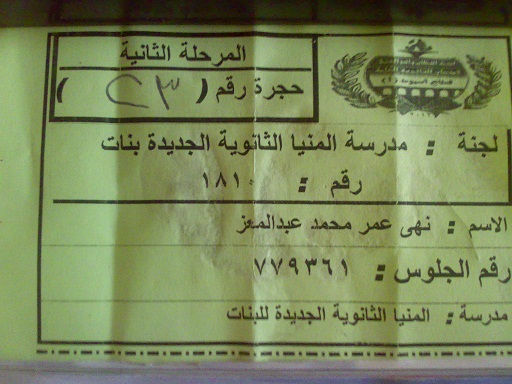 المرحلة الثانية
حجرة رقم ( ٢٣ )
لجنة : مدرسة المنيا الثانوية الجديدة بنات
رقم : ١٨١٠
الاسم : نهى عمر محمد عبدالمعز
رقم الجلوس : ٧٧٩٣٦١
مدرسة : المنيا الثانوية الجديدة للبنات